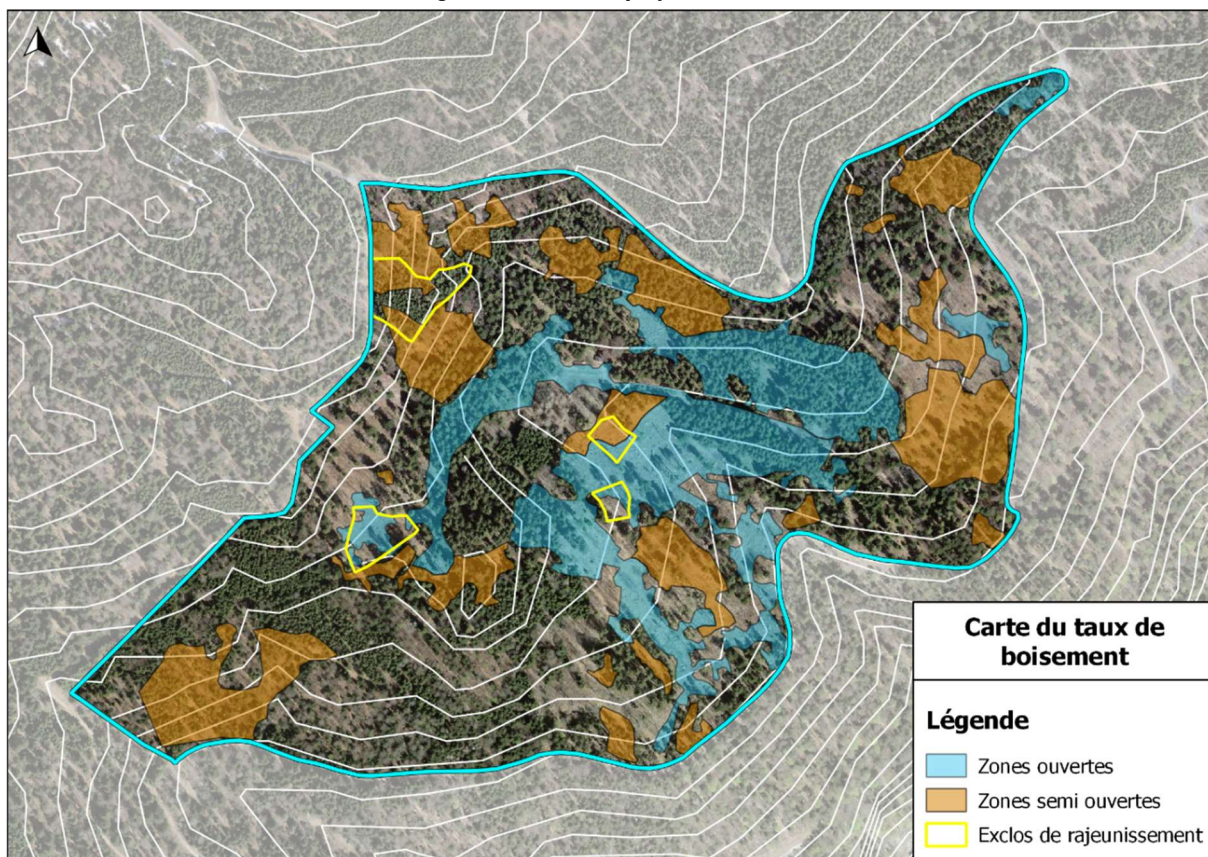 Carte du taux de
boisement
Légende
Zones ouvertes
Zones semi ouvertes
Exclos de rajeunissement